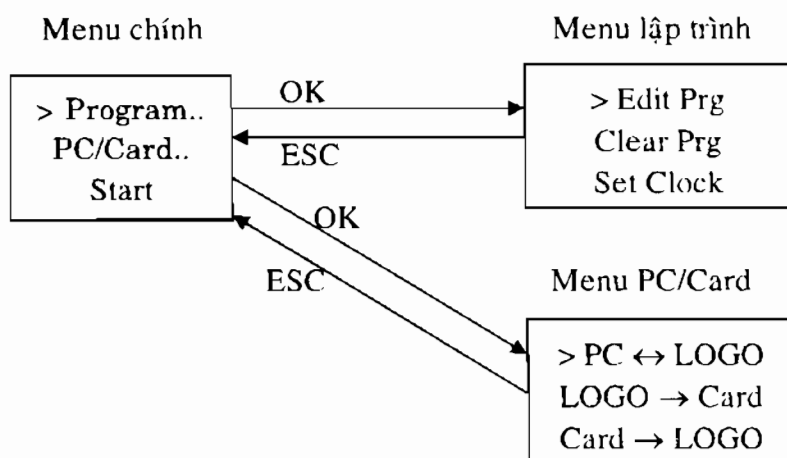 Menu chính
> Program..
PC/Card..
Start
OK
ESC
Menu lập trình
> Edit Prg
Clear Prg
Set Clock
OK
ESC
Menu PC/Card
> PC ↔ LOGO
LOGO → Card
Card → LOGO